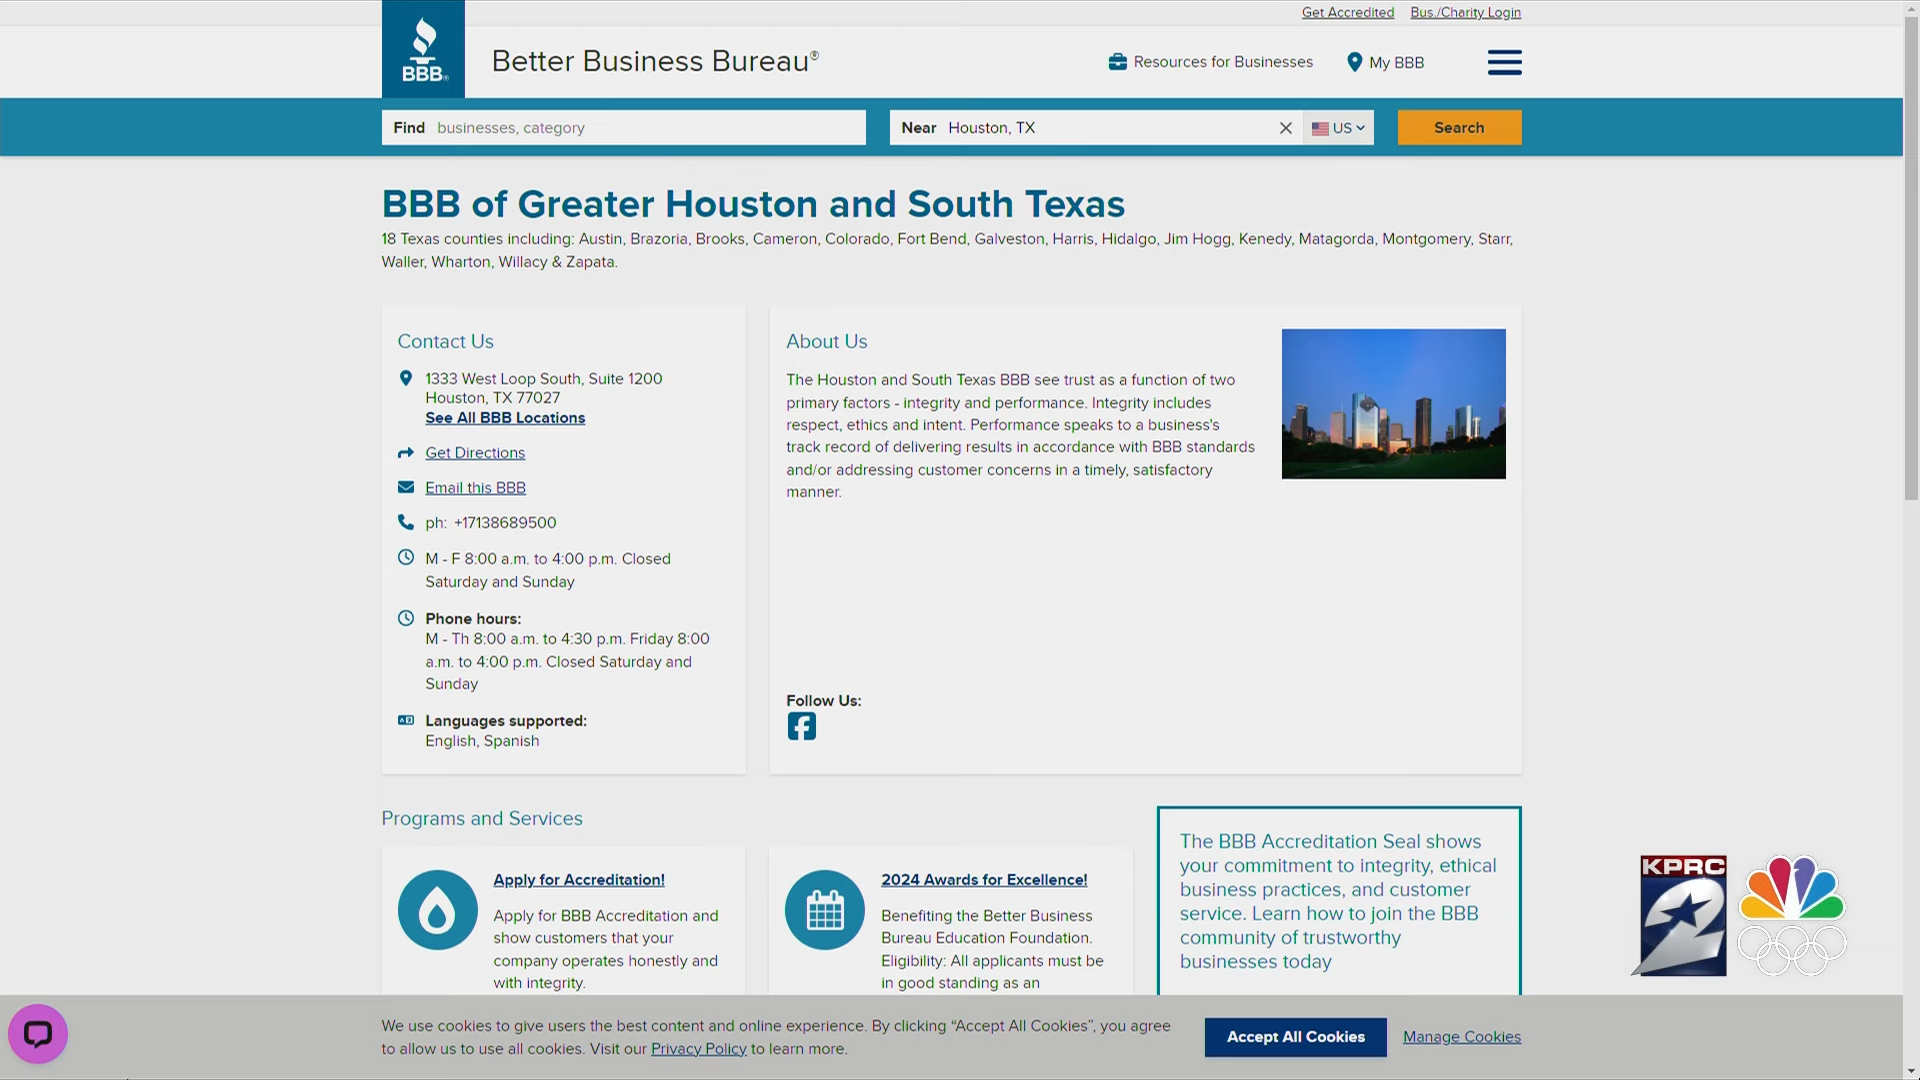 Get Accredited Bus./Charity Login
BBB®
Better Business Bureau®
Resources for Businesses
My BBB
Find businesses, category
Near Houston, TX
US
Search
BBB of Greater Houston and South Texas
18 Texas counties including: Austin, Brazoria, Brooks, Cameron, Colorado, Fort Bend, Galveston, Harris, Hidalgo, Jim Hogg, Kenedy, Matagorda, Montgomery, Starr,
Waller, Wharton, Willacy & Zapata.
Contact Us
1333 West Loop South, Suite 1200
Houston, TX 77027
See All BBB Locations
Get Directions
Email this BBB
ph: +17138689500
M - F 8:00 a.m. to 4:00 p.m. Closed
Saturday and Sunday
Phone hours:
M - Th 8:00 a.m. to 4:30 p.m. Friday 8:00
a.m. to 4:00 p.m. Closed Saturday and
Sunday
Languages supported:
English, Spanish
About Us
The Houston and South Texas BBB see trust as a function of two
primary factors - integrity and performance. Integrity includes
respect, ethics and intent. Performance speaks to a business's
track record of delivering results in accordance with BBB standards
and/or addressing customer concerns in a timely, satisfactory
manner.
Follow Us:
Programs and Services
Apply for Accreditation!
Apply for BBB Accreditation and
show customers that your
company operates honestly and
with integrity.
2024 Awards for Excellence!
Benefiting the Better Business
Bureau Education Foundation.
Eligibility: All applicants must be
in good standing as an
The BBB Accreditation Seal shows
your commitment to integrity, ethical
business practices, and customer
service. Learn how to join the BBB
community of trustworthy
businesses today
KPRC
2
We use cookies to give users the best content and online experience. By clicking “Accept All Cookies”, you agree
to allow us to use all cookies. Visit our Privacy Policy to learn more.
Accept All Cookies
Manage Cookies